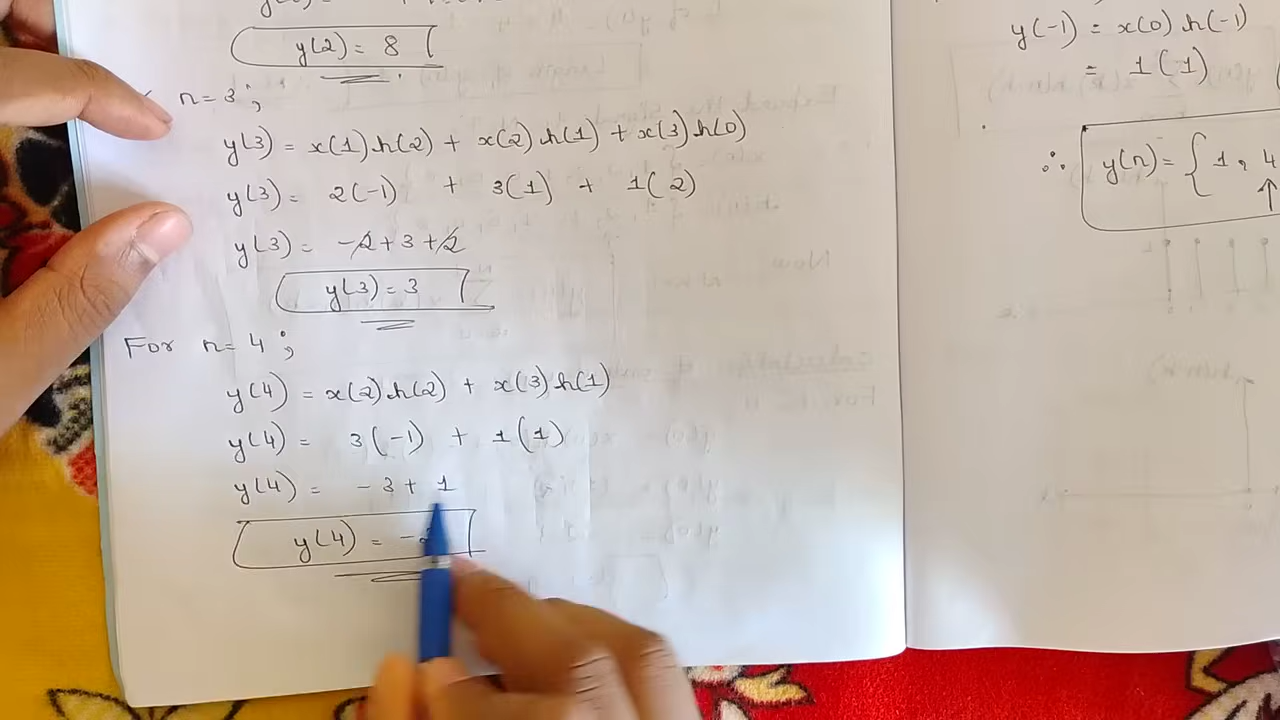 y(2) = 8
n=3;
y(3) = x(1)h(2) + x(2)h(1) + x(3)h(0)
y(3) = 2(-1) + 3(1) + 1(2)
y(3) = -2+3+2
y(3) = 3
For n=4;
y(4) = x(2)h(2) + x(3)h(1)
y(4) = 3(-1) + 1(1)
y(4) = -3+1
y(4) = -2
y(-1) = x(0)h(-1)
= 1(1)
∴ y(n) = { 1, 4
↑